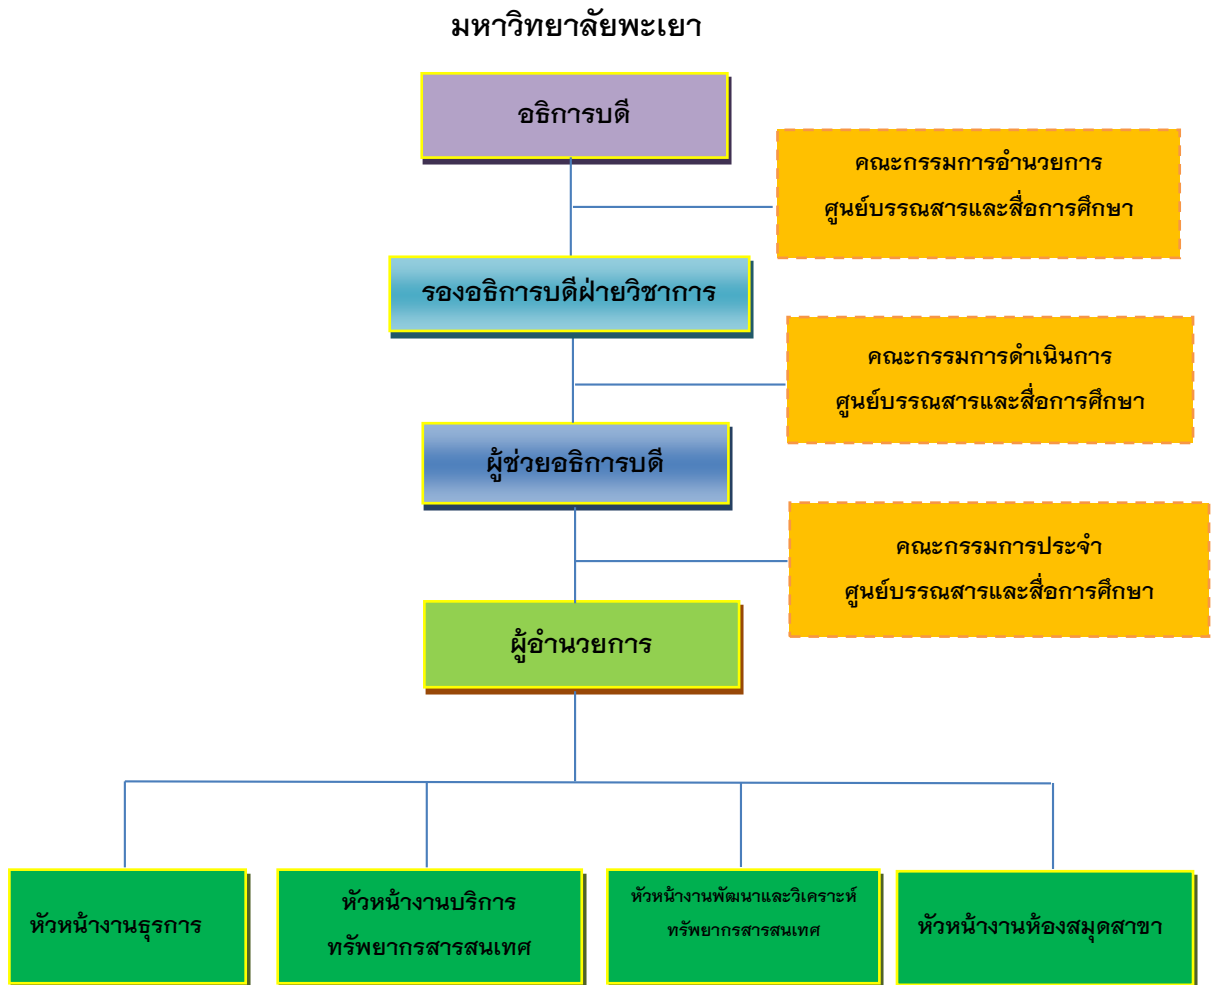 มหาวิทยาลัยพะเยา
อธิการบดี
คณะกรรมการอำนวยการ
ศูนย์บรรณสารและสื่อการศึกษา
รองอธิการบดีฝ่ายวิชาการ
คณะกรรมการดำเนินการ
ศูนย์บรรณสารและสื่อการศึกษา
ผู้ช่วยอธิการบดี
คณะกรรมการประจำ
ศูนย์บรรณสารและสื่อการศึกษา
ผู้อำนวยการ
หัวหน้างานธุรการ
หัวหน้างานบริการ
ทรัพยากรสารสนเทศ
หัวหน้างานพัฒนาและวิเคราะห์
ทรัพยากรสารสนเทศ
หัวหน้างานห้องสมุดสาขา